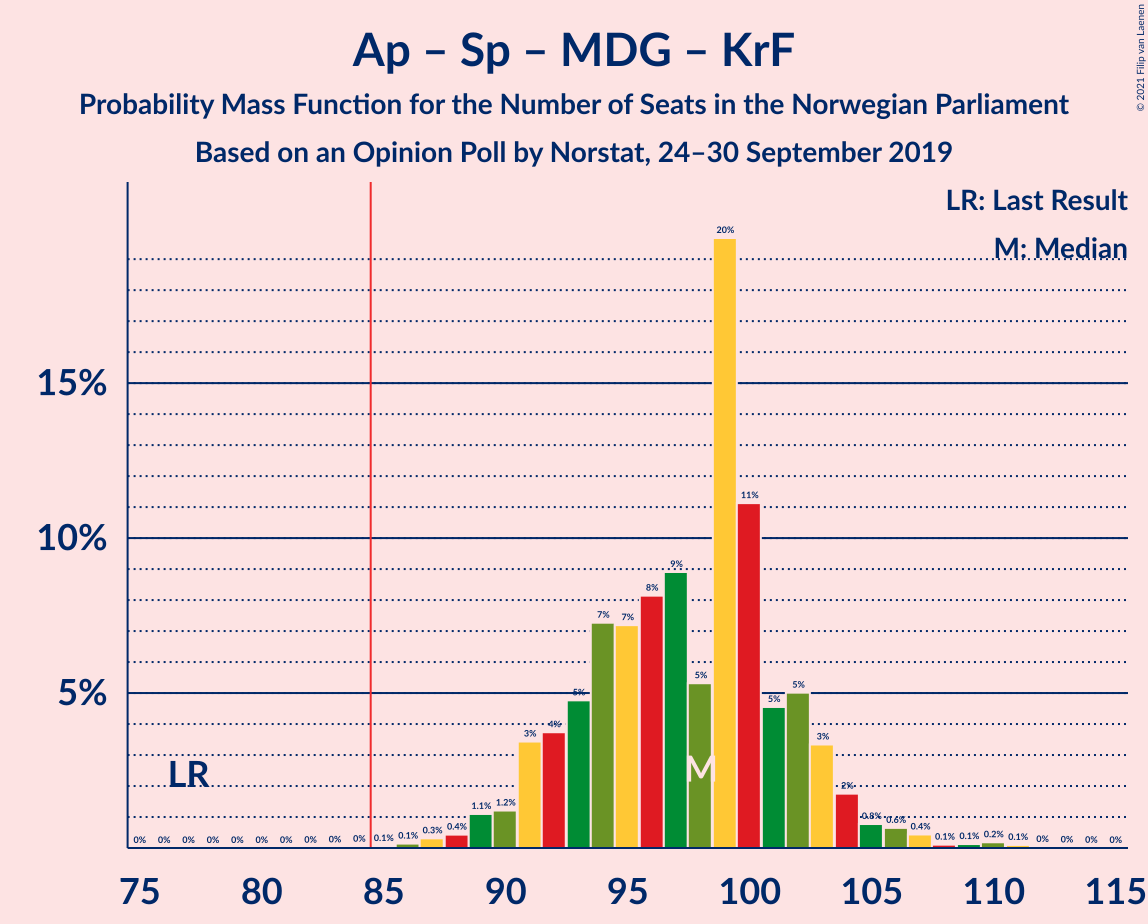 Ap – Sp – MDG – KrF
Probability Mass Function for the Number of Seats in the Norwegian Parliament
Based on an Opinion Poll by Norstat, 24–30 September 2019
© 2021 Filip van Laenen
LR: Last Result
M: Median
15%
10%
5%
0% 0% 0% 0% 0% 0% 0% 0% 0% 0% 0.1% 0.1% 0.3% 0.4% 1.1% 1.2% 3% 4% 5% 7% 7% 8% 9% 5% 20% 11% 5% 5% 3% 2% 0.8% 0.6% 0.4% 0.1% 0.1% 0.2% 0.1% 0% 0% 0% 0%
LR
M
75 80 85 90 95 100 105 110 115